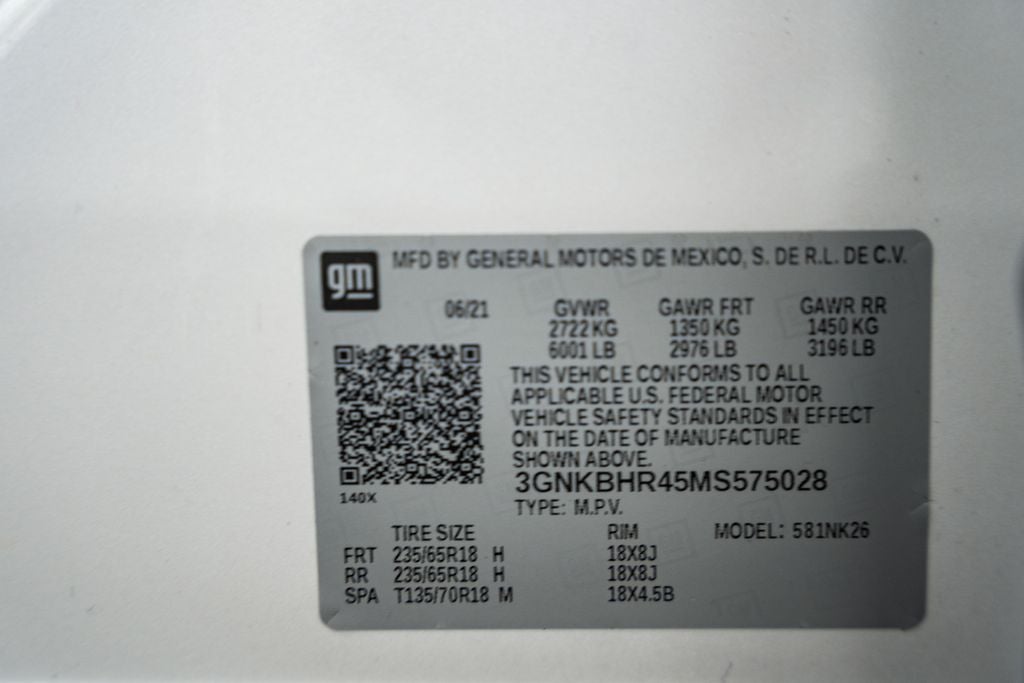 gm
MFD BY GENERAL MOTORS DE MEXICO, S. DE R.L. DE C.V.
06/21 GVWR GAWR FRT GAWR RR
2722 KG 1350 KG 1450 KG
6001 LB 2976 LB 3196 LB
THIS VEHICLE CONFORMS TO ALL
APPLICABLE U.S. FEDERAL MOTOR
VEHICLE SAFETY STANDARDS IN EFFECT
ON THE DATE OF MANUFACTURE
SHOWN ABOVE.
3GNKBHR45MS575028
140X
TYPE: M.P.V.
TIRE SIZE RIM MODEL: 581NK26
FRT 235/65R18 H 18X8J
RR 235/65R18 H 18X8J
SPA T135/70R18 M 18X4.5B